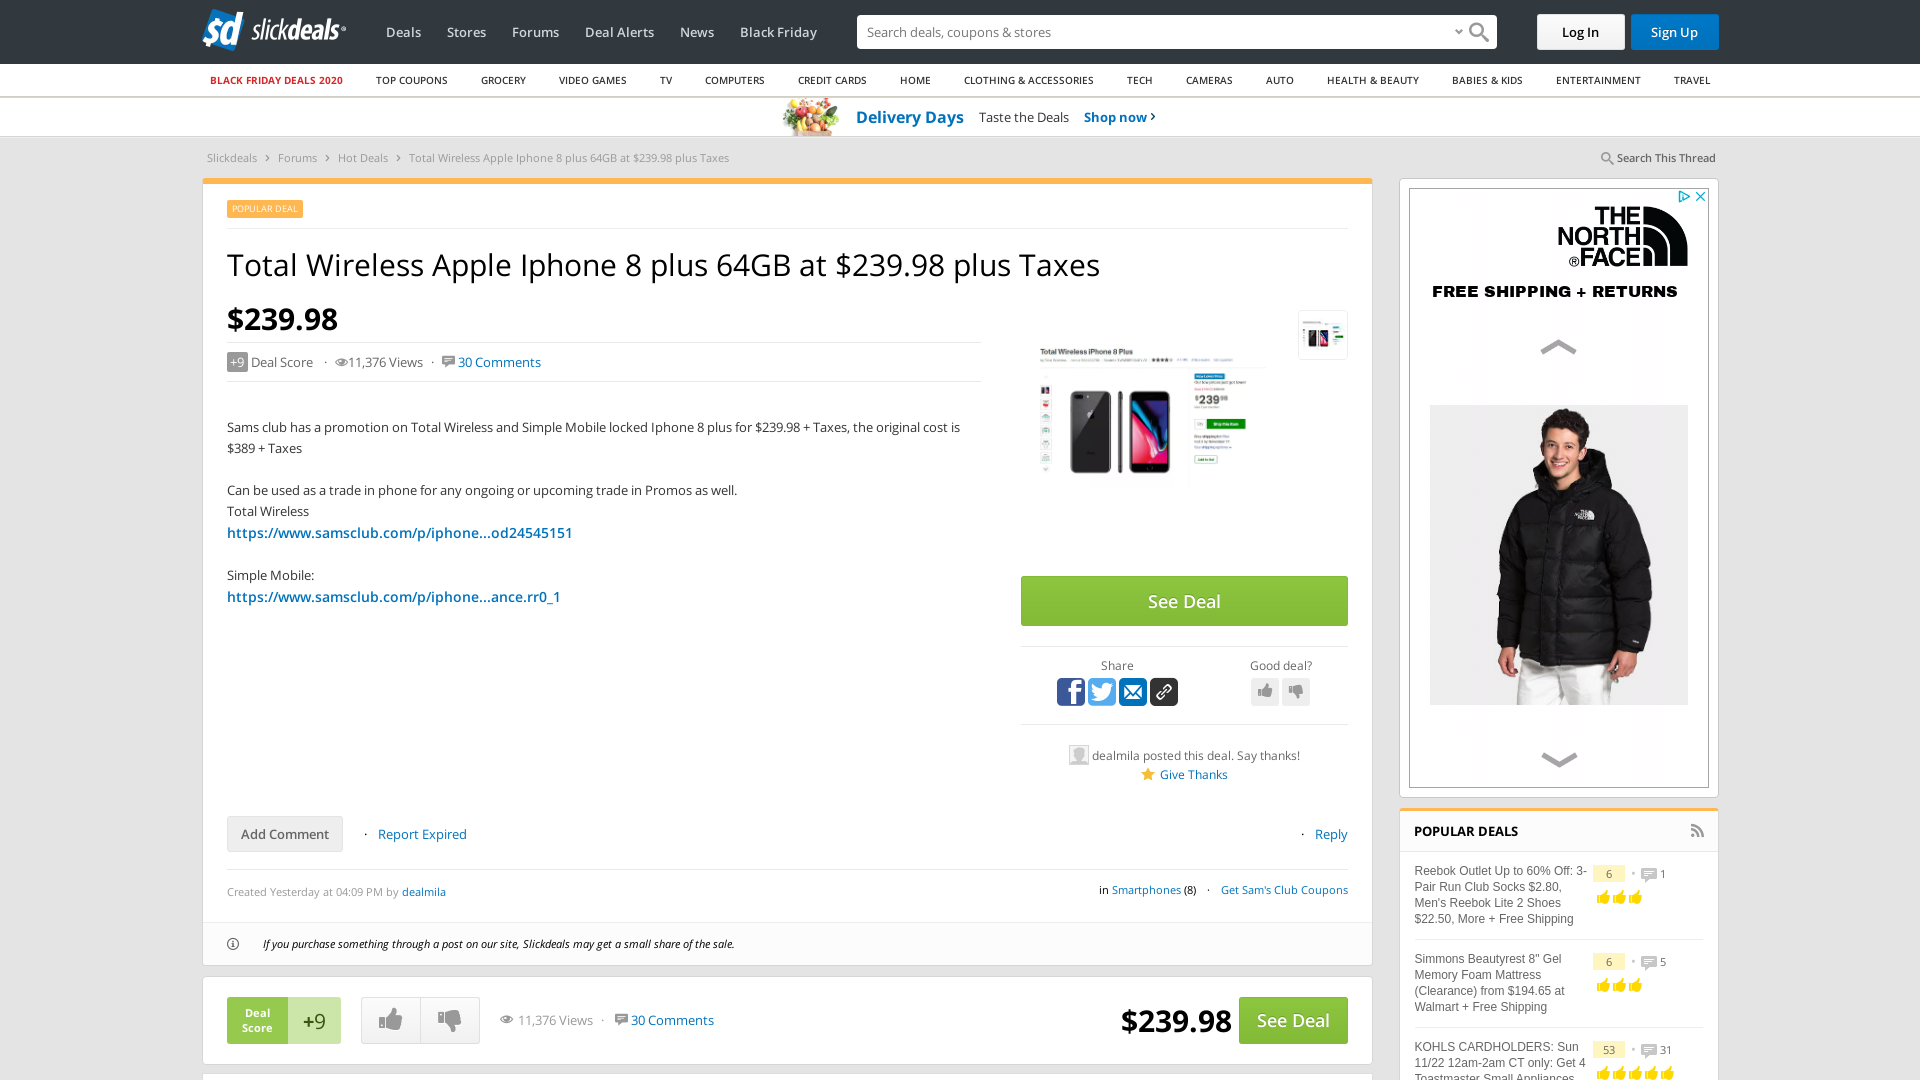 sd slickdeals
Deals
Stores
Forums
Deal Alerts
News
Black Friday
Search deals, coupons & stores
Log In
Sign Up
BLACK FRIDAY DEALS 2020
TOP COUPONS
GROCERY
VIDEO GAMES
TV
COMPUTERS
CREDIT CARDS
HOME
CLOTHING & ACCESSORIES
TECH
CAMERAS
AUTO
HEALTH & BEAUTY
BABIES & KIDS
ENTERTAINMENT
TRAVEL
Delivery Days Taste the Deals Shop now ›
Slickdeals › Forums › Hot Deals › Total Wireless Apple Iphone 8 plus 64GB at $239.98 plus Taxes
Search This Thread
POPULAR DEAL
Total Wireless Apple Iphone 8 plus 64GB at $239.98 plus Taxes
$239.98
+9 Deal Score · 11,376 Views · 30 Comments
Sams club has a promotion on Total Wireless and Simple Mobile locked Iphone 8 plus for $239.98 + Taxes, the original cost is
$389 + Taxes
Can be used as a trade in phone for any ongoing or upcoming trade in Promos as well.
Total Wireless
https://www.samsclub.com/p/iphone...od24545151
Simple Mobile:
https://www.samsclub.com/p/iphone...ance.rr0_1
Total Wireless iPhone 8 Plus
$239 98
See Deal
Share
Good deal?
dealmila posted this deal. Say thanks!
Give Thanks
Add Comment
· Report Expired
· Reply
Created Yesterday at 04:09 PM by dealmila
in Smartphones (8) · Get Sam's Club Coupons
If you purchase something through a post on our site, Slickdeals may get a small share of the sale.
Deal
Score
+9
11,376 Views · 30 Comments
$239.98
See Deal
THE
NORTH
FACE
®
FREE SHIPPING + RETURNS
POPULAR DEALS
Reebok Outlet Up to 60% Off: 3-
Pair Run Club Socks $2.80,
Men's Reebok Lite 2 Shoes
$22.50, More + Free Shipping
6 · 1
Simmons Beautyrest 8" Gel
Memory Foam Mattress
(Clearance) from $194.65 at
Walmart + Free Shipping
6 · 5
KOHLS CARDHOLDERS: Sun
11/22 12am-2am CT only: Get 4
Toastmaster Small Appliances
53 · 31